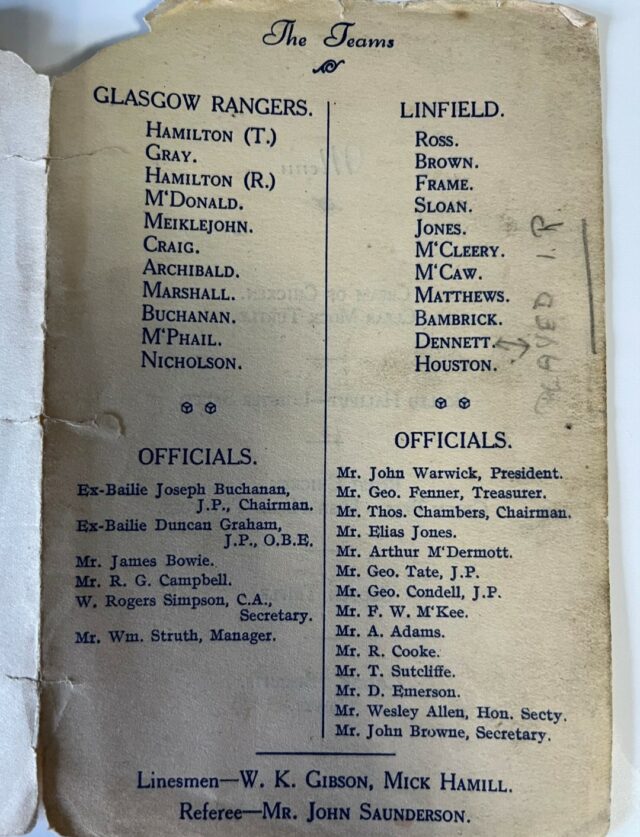 The Teams
GLASGOW RANGERS.
HAMILTON (T.)
GRAY.
HAMILTON (R.)
M‘DONALD.
MEIKLEJOHN.
CRAIG.
ARCHIBALD.
MARSHALL.
BUCHANAN.
M‘PHAIL.
NICHOLSON.
OFFICIALS.
Ex-Bailie Joseph Buchanan,
J.P., Chairman.
Ex-Bailie Duncan Graham,
J.P., O.B.E.
Mr. James Bowie.
Mr. R. G. Campbell.
W. Rogers Simpson, C.A.,
Secretary.
Mr. Wm. Struth, Manager.
LINFIELD.
ROSS.
BROWN.
FRAME.
SLOAN.
JONES.
M‘CLEERY.
M‘CAW.
MATTHEWS.
BAMBRICK.
DENNETT.
HOUSTON.
PLAYED I.R
OFFICIALS.
Mr. John Warwick, President.
Mr. Geo. Fenner, Treasurer.
Mr. Thos. Chambers, Chairman.
Mr. Elias Jones.
Mr. Arthur M‘Dermott.
Mr. Geo. Tate, J.P.
Mr. Geo. Condell, J.P.
Mr. F. W. M‘Kee.
Mr. A. Adams.
Mr. R. Cooke.
Mr. T. Sutcliffe.
Mr. D. Emerson.
Mr. Wesley Allen, Hon. Secty.
Mr. John Browne, Secretary.
Linesmen—W. K. GIBSON, MICK HAMILL.
Referee—MR. JOHN SAUNDERSON.